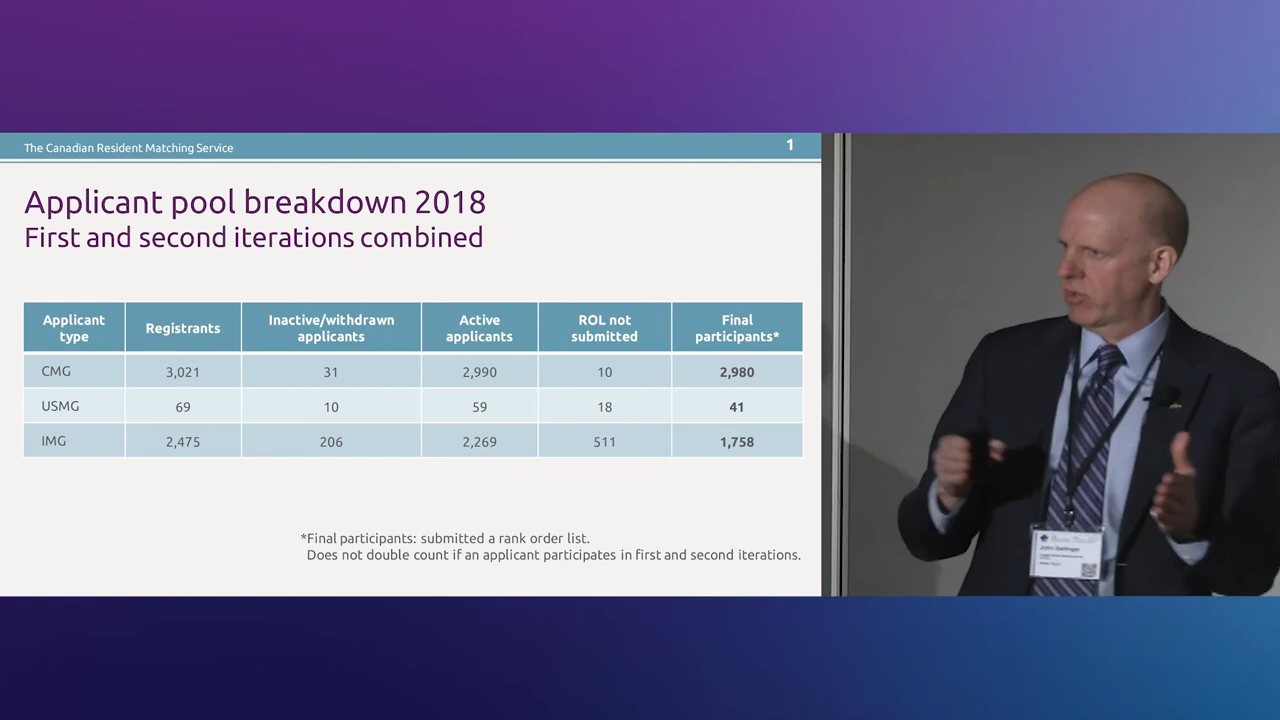 The Canadian Resident Matching Service
1
Applicant pool breakdown 2018
First and second iterations combined
Applicant type Registrants Inactive/withdrawn applicants Active applicants ROL not submitted Final participants*
CMG 3,021 31 2,990 10 2,980
USMG 69 10 59 18 41
IMG 2,475 206 2,269 511 1,758
*Final participants: submitted a rank order list.
Does not double count if an applicant participates in first and second iterations.
John Gallinger